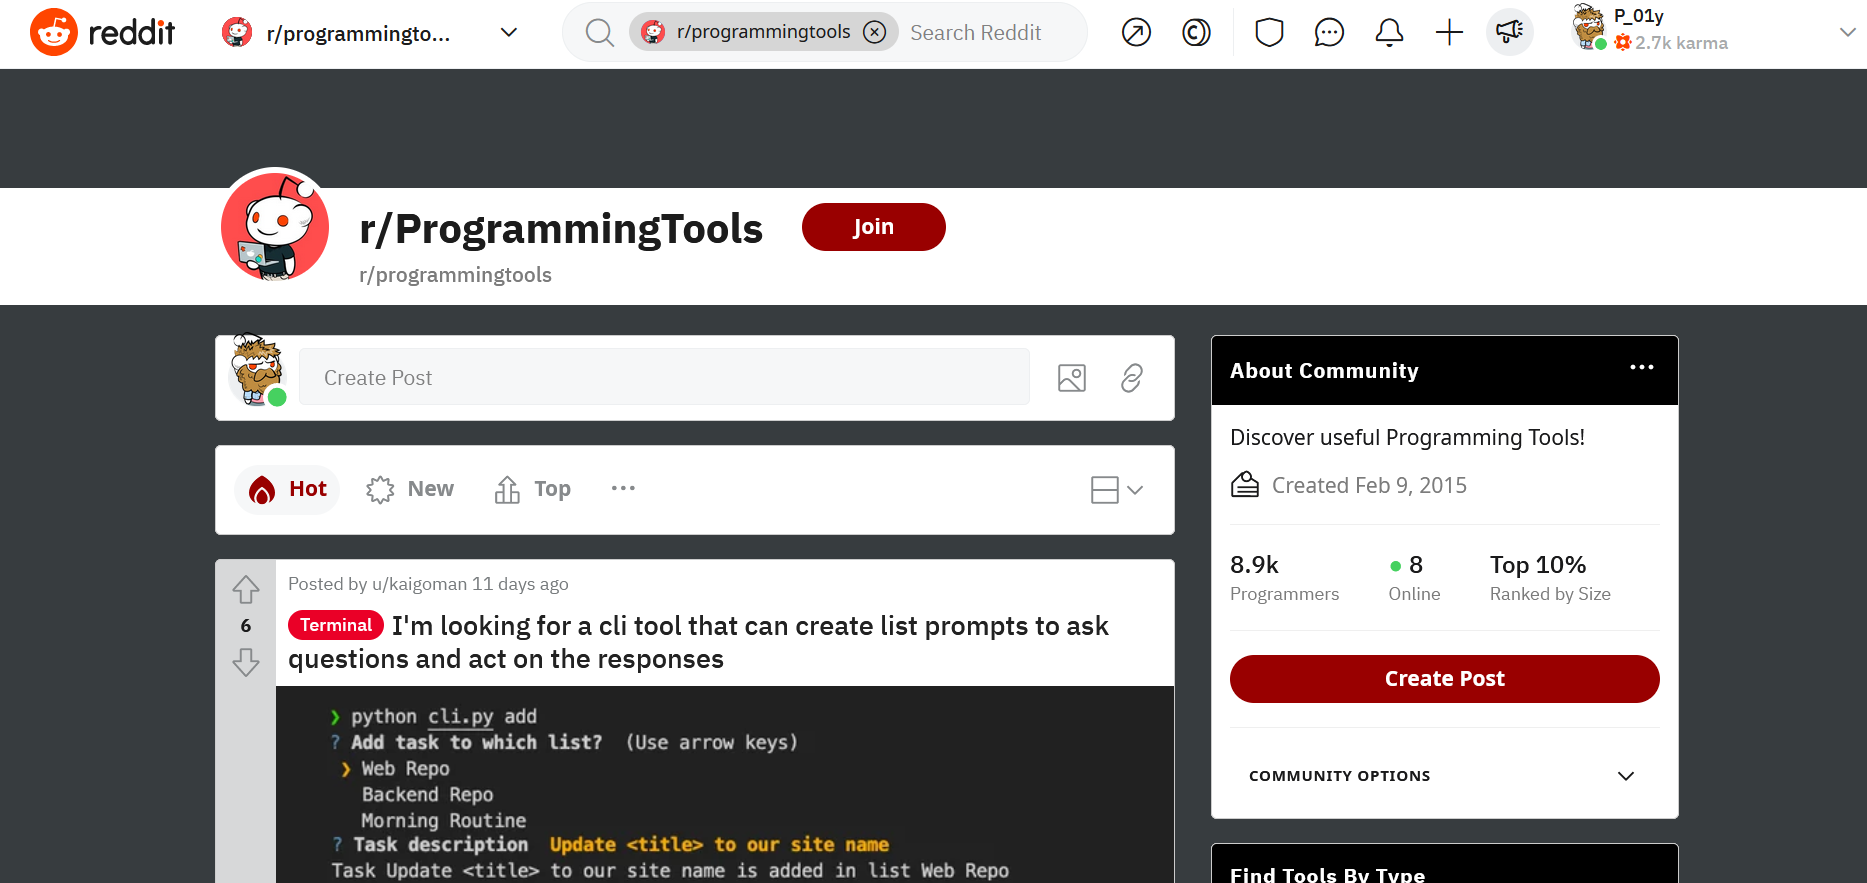 reddit
r/programmingto...
r/programmingtools
Search Reddit
P_01y
2.7k karma
r/ProgrammingTools
Join
r/programmingtools
Create Post
Hot
New
Top
Posted by u/kaigoman 11 days ago
6
Terminal I'm looking for a cli tool that can create list prompts to ask
questions and act on the responses
❯ python cli.py add
? Add task to which list? (Use arrow keys)
❯ Web Repo
Backend Repo
Morning Routine
? Task description Update <title> to our site name
Task Update <title> to our site name is added in list Web Repo
About Community
Discover useful Programming Tools!
Created Feb 9, 2015
8.9k
Programmers
8
Online
Top 10%
Ranked by Size
Create Post
COMMUNITY OPTIONS
Find Tools By Type